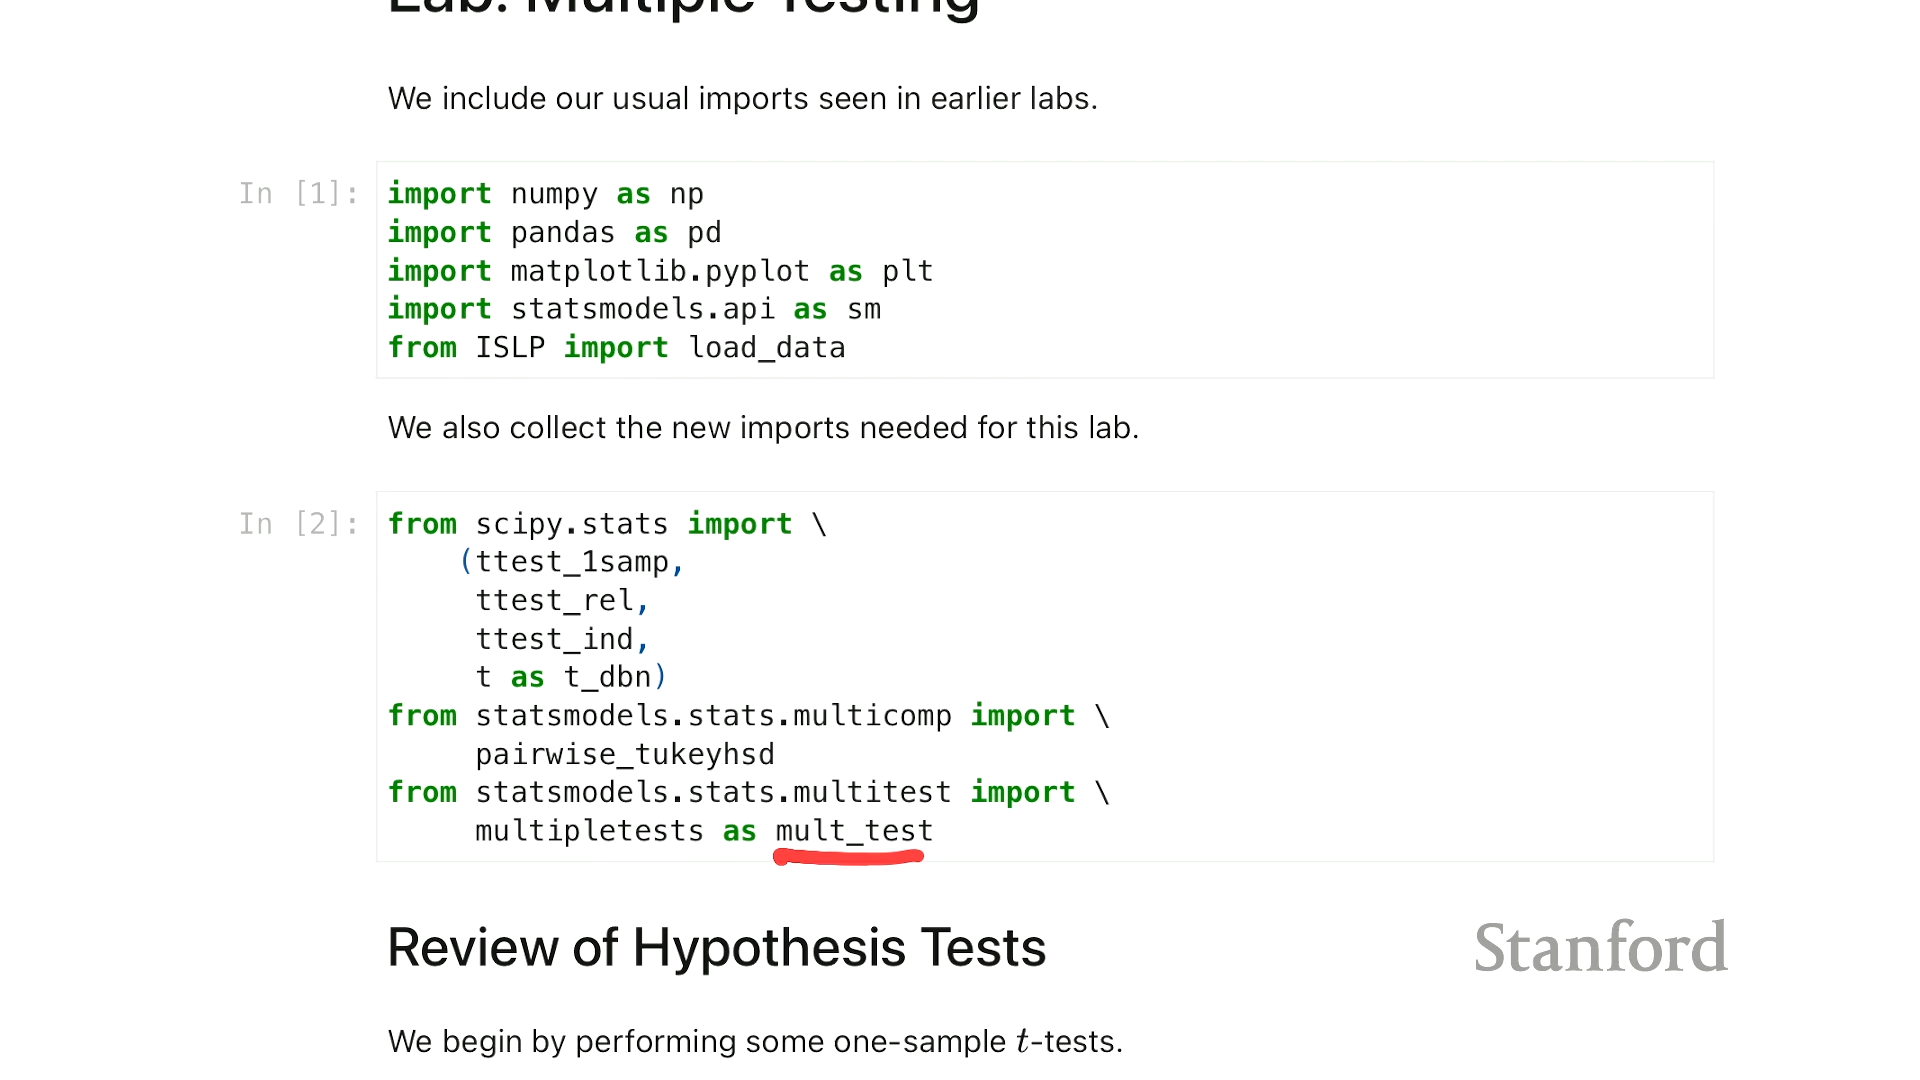 Lab: Multiple Testing
We include our usual imports seen in earlier labs.
In [1]:
import numpy as np
import pandas as pd
import matplotlib.pyplot as plt
import statsmodels.api as sm
from ISLP import load_data
We also collect the new imports needed for this lab.
In [2]:
from scipy.stats import \
    (ttest_1samp,
     ttest_rel,
     ttest_ind,
     t as t_dbn)
from statsmodels.stats.multicomp import \
     pairwise_tukeyhsd
from statsmodels.stats.multitest import \
     multipletests as mult_test
Review of Hypothesis Tests
Stanford
We begin by performing some one-sample t-tests.